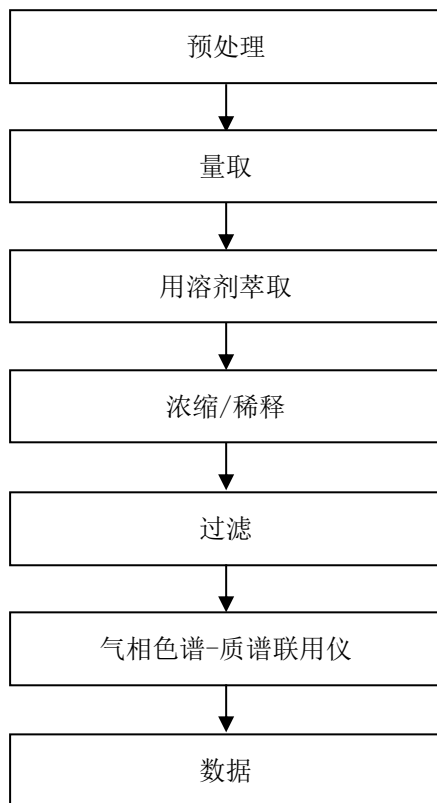 预处理
量取
用溶剂萃取
浓缩/稀释
过滤
气相色谱-质谱联用仪
数据